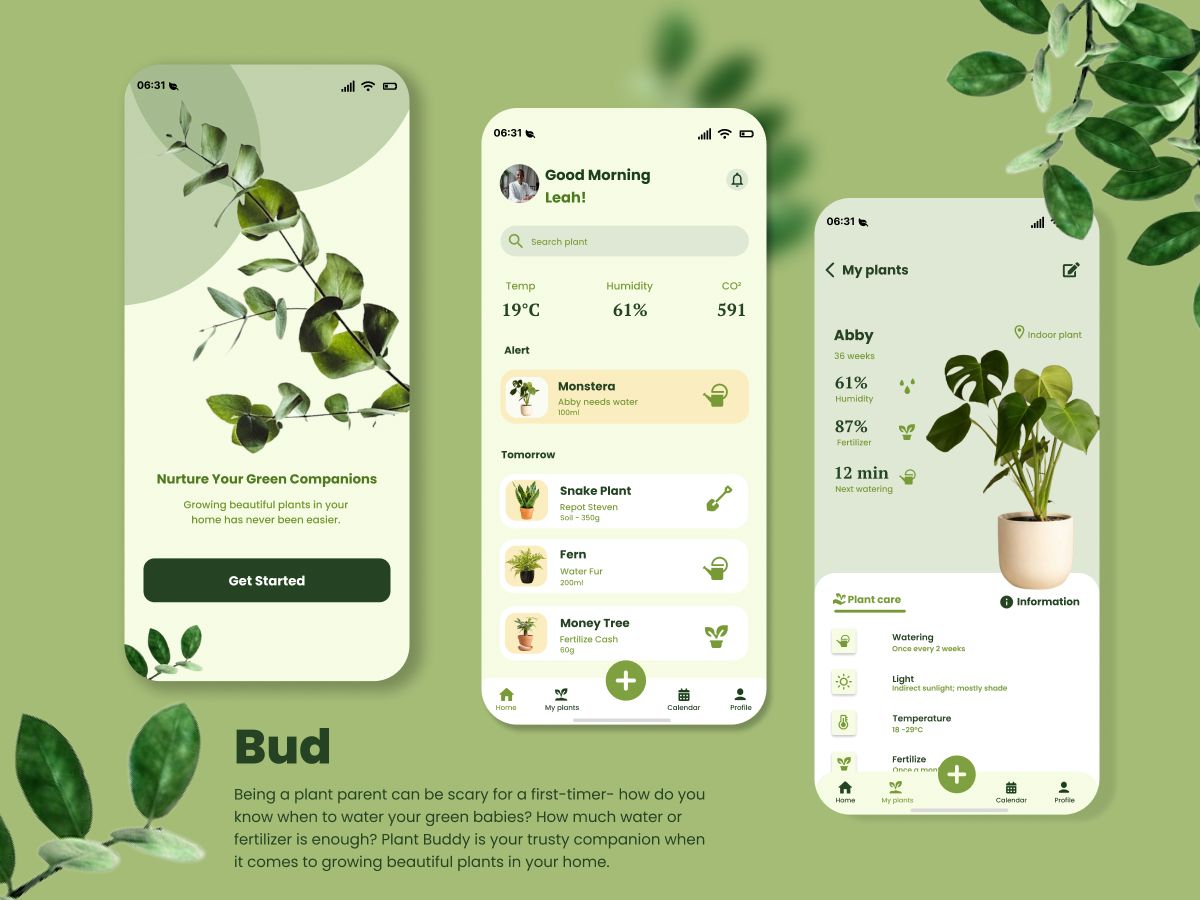 06:31
Nurture Your Green Companions
Growing beautiful plants in your
home has never been easier.
Get Started
06:31
Good Morning
Leah!
Search plant
Temp
Humidity
CO²
19°C
61%
591
Alert
Monstera
Abby needs water
100ml
Tomorrow
Snake Plant
Repot Steven
Soil - 350g
Fern
Water Fur
200ml
Money Tree
Fertilize Cash
60g
Home
My plants
Calendar
Profile
06:31
My plants
Abby
Indoor plant
36 weeks
61%
Humidity
87%
Fertilizer
12 min
Next watering
Plant care
Information
Watering
Once every 2 weeks
Light
Indirect sunlight; mostly shade
Temperature
18 -29°C
Fertilize
Once a
Home
My plants
Calendar
Profile
Bud
Being a plant parent can be scary for a first-timer- how do you
know when to water your green babies? How much water or
fertilizer is enough? Plant Buddy is your trusty companion when
it comes to growing beautiful plants in your home.